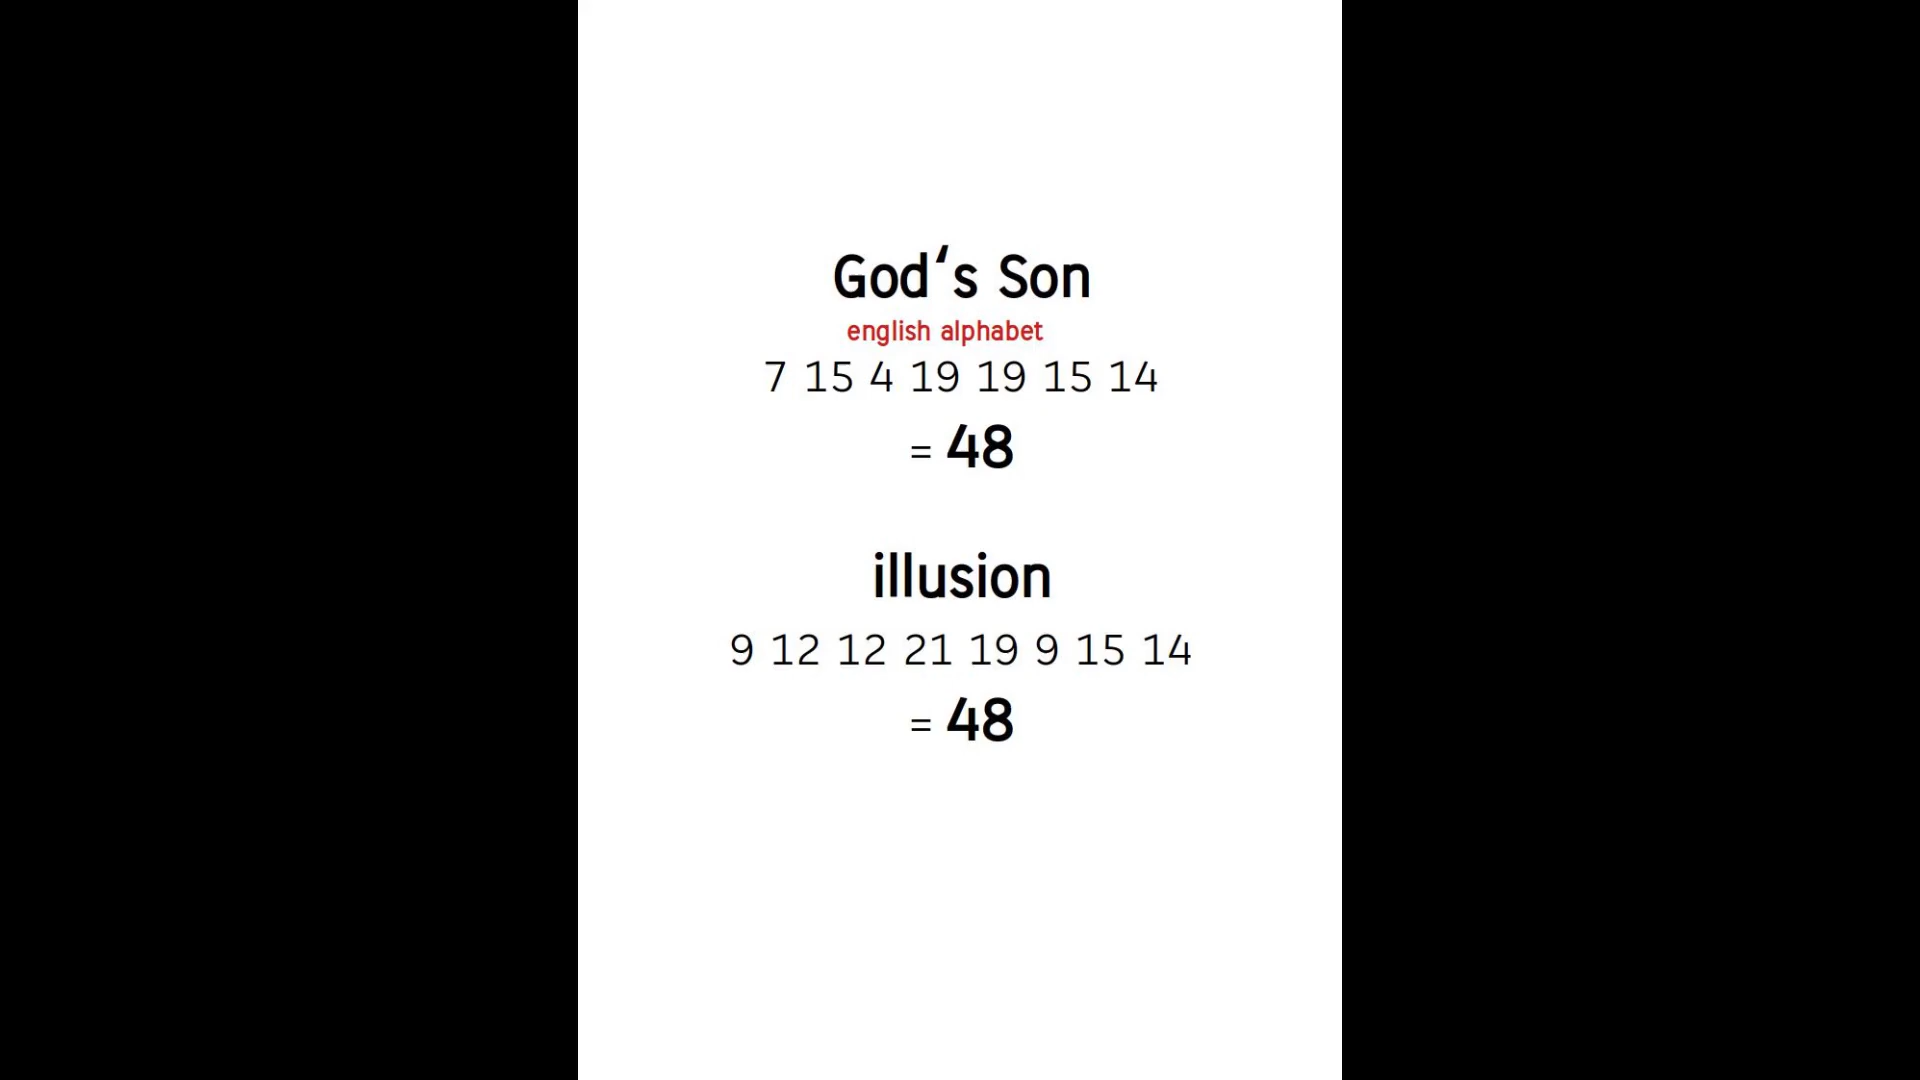 God‘s Son
english alphabet
7 15 4 19 19 15 14
= 48
illusion
9 12 12 21 19 9 15 14
= 48